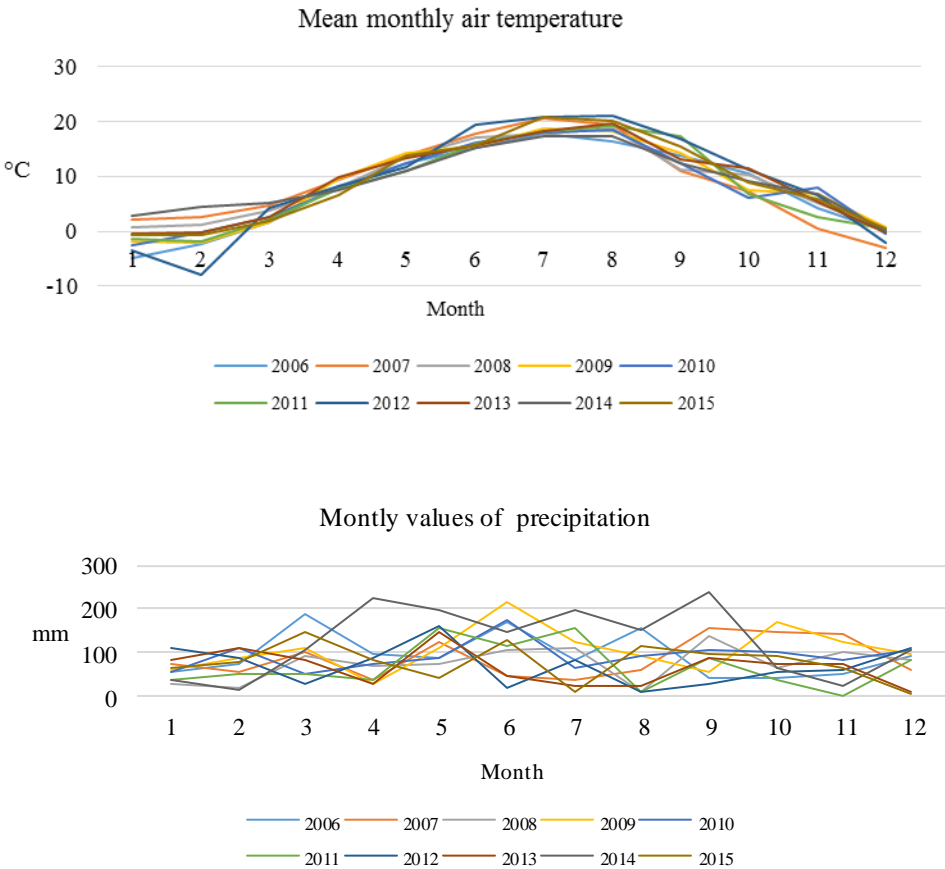 Mean monthly air temperature
30
20
°C
10
0
1 2 3 4 5 6 7 8 9 10 11 12
-10
Month
2006 2007 2008 2009 2010
2011 2012 2013 2014 2015
Montly values of precipitation
300
200
mm
100
0
1 2 3 4 5 6 7 8 9 10 11 12
Month
2006 2007 2008 2009 2010
2011 2012 2013 2014 2015